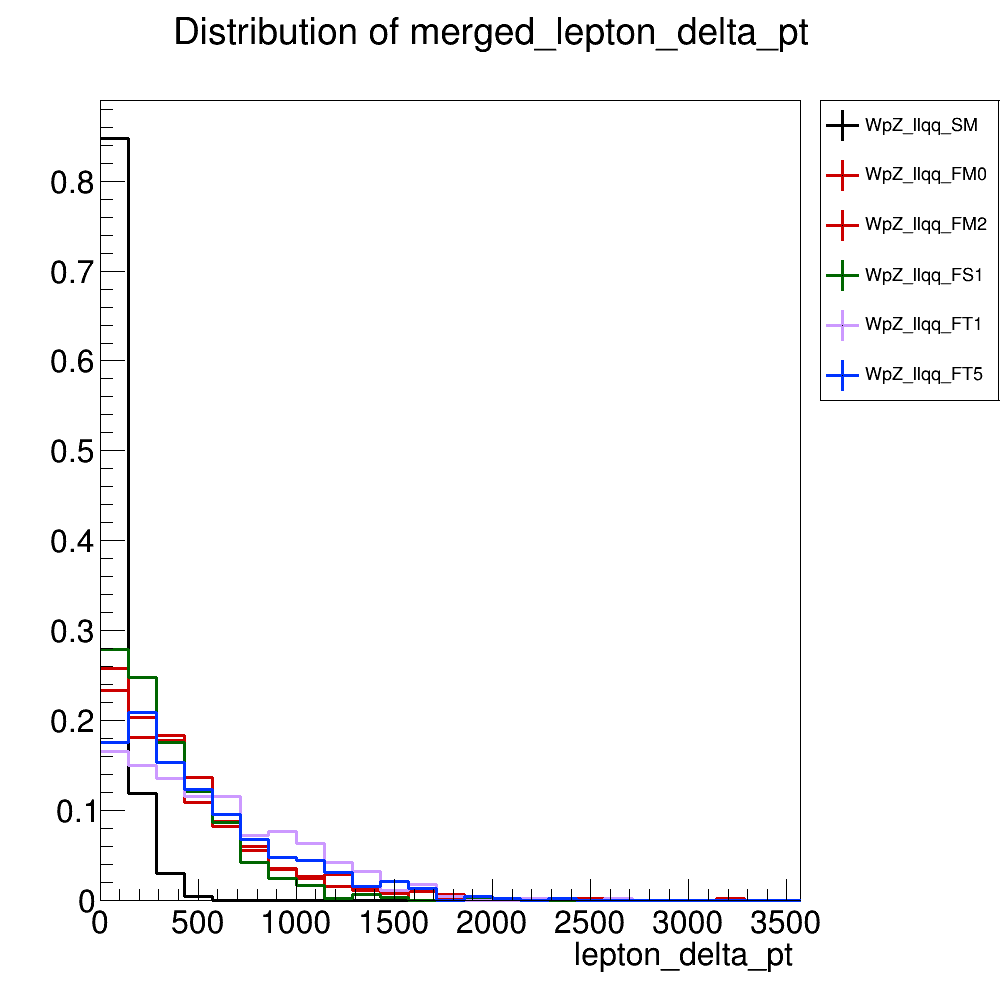 Distribution of merged_lepton_delta_pt
WpZ_llqq_SM
WpZ_llqq_FM0
WpZ_llqq_FM2
WpZ_llqq_FS1
WpZ_llqq_FT1
WpZ_llqq_FT5
0.8
0.7
0.6
0.5
0.4
0.3
0.2
0.1
0
0 500 1000 1500 2000 2500 3000 3500
lepton_delta_pt